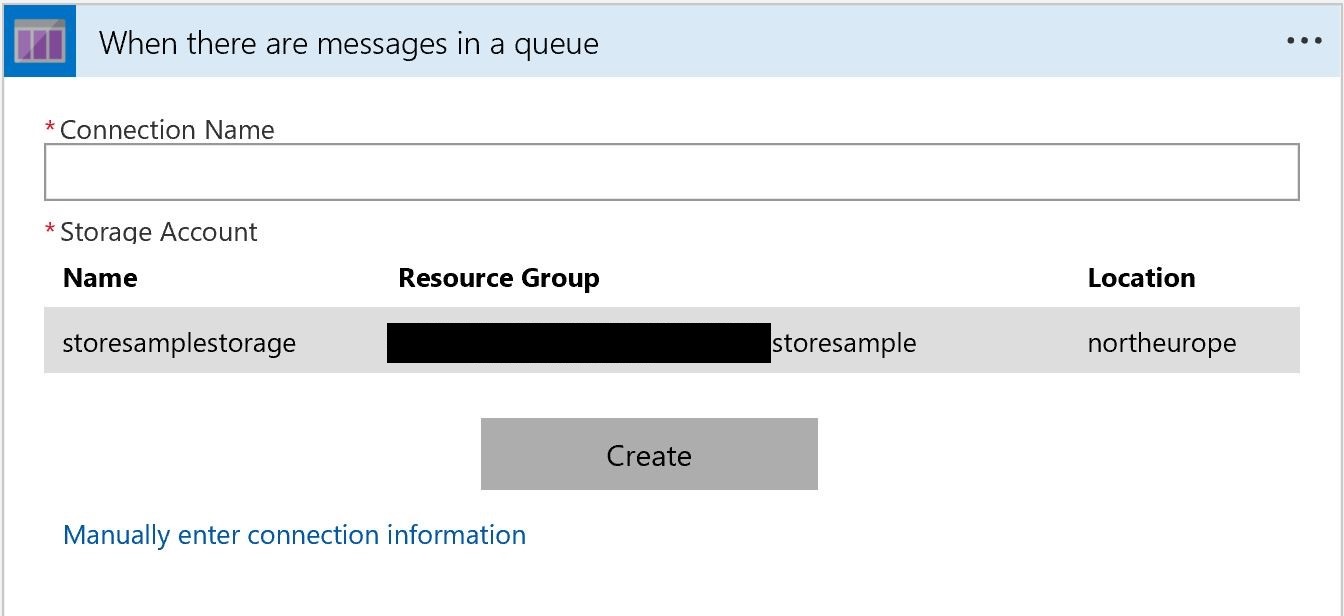 When there are messages in a queue
* Connection Name
* Storage Account
Name Resource Group Location
storesamplestorage storesample northeurope
Create
Manually enter connection information